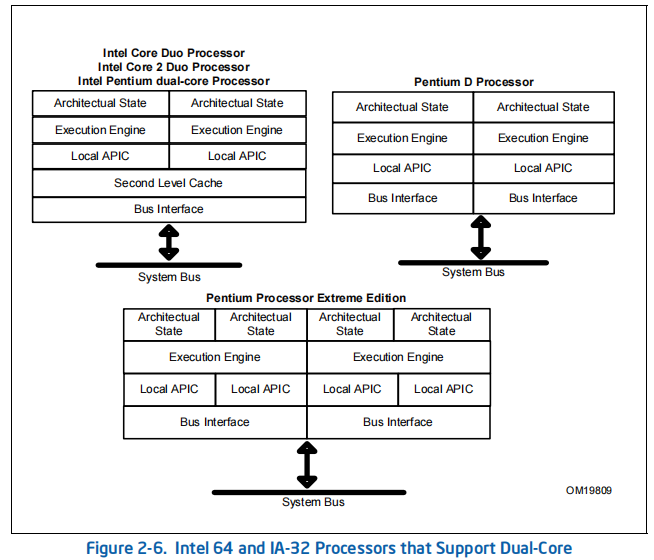 Intel Core Duo Processor
Intel Core 2 Duo Processor
Intel Pentium dual-core Processor
Architectual State
Architectual State
Execution Engine
Execution Engine
Local APIC
Local APIC
Second Level Cache
Bus Interface
System Bus
Pentium D Processor
Architectual State
Architectual State
Execution Engine
Execution Engine
Local APIC
Local APIC
Bus Interface
Bus Interface
System Bus
Pentium Processor Extreme Edition
Architectual
State
Architectual
State
Architectual
State
Architectual
State
Execution Engine
Execution Engine
Local APIC
Local APIC
Local APIC
Local APIC
Bus Interface
Bus Interface
System Bus
OM19809
Figure 2-6. Intel 64 and IA-32 Processors that Support Dual-Core